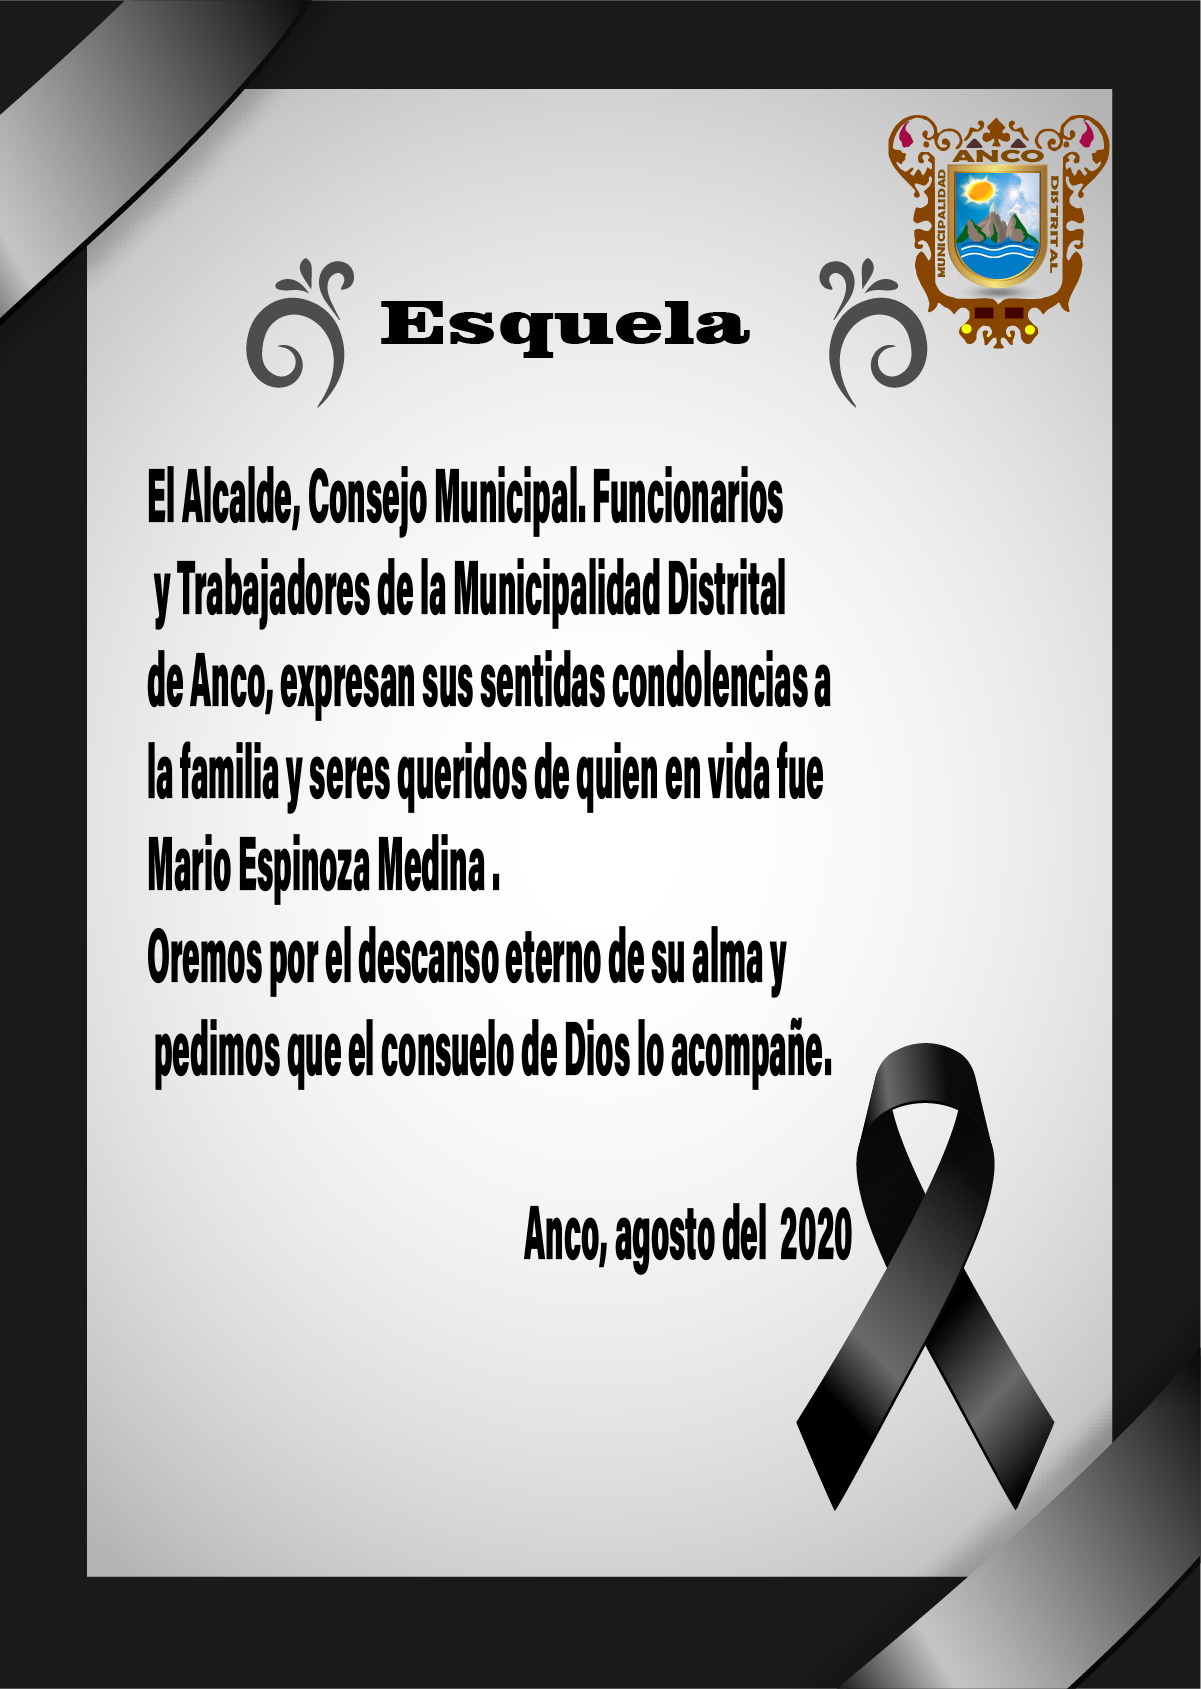 ANCO
MUNICIPALIDAD
DISTRITAL
Esquela
El Alcalde, Consejo Municipal. Funcionarios
y Trabajadores de la Municipalidad Distrital
de Anco, expresan sus sentidas condolencias a
la familia y seres queridos de quien en vida fue
Mario Espinoza Medina .
Oremos por el descanso eterno de su alma y
pedimos que el consuelo de Dios lo acompañe.
Anco, agosto del 2020